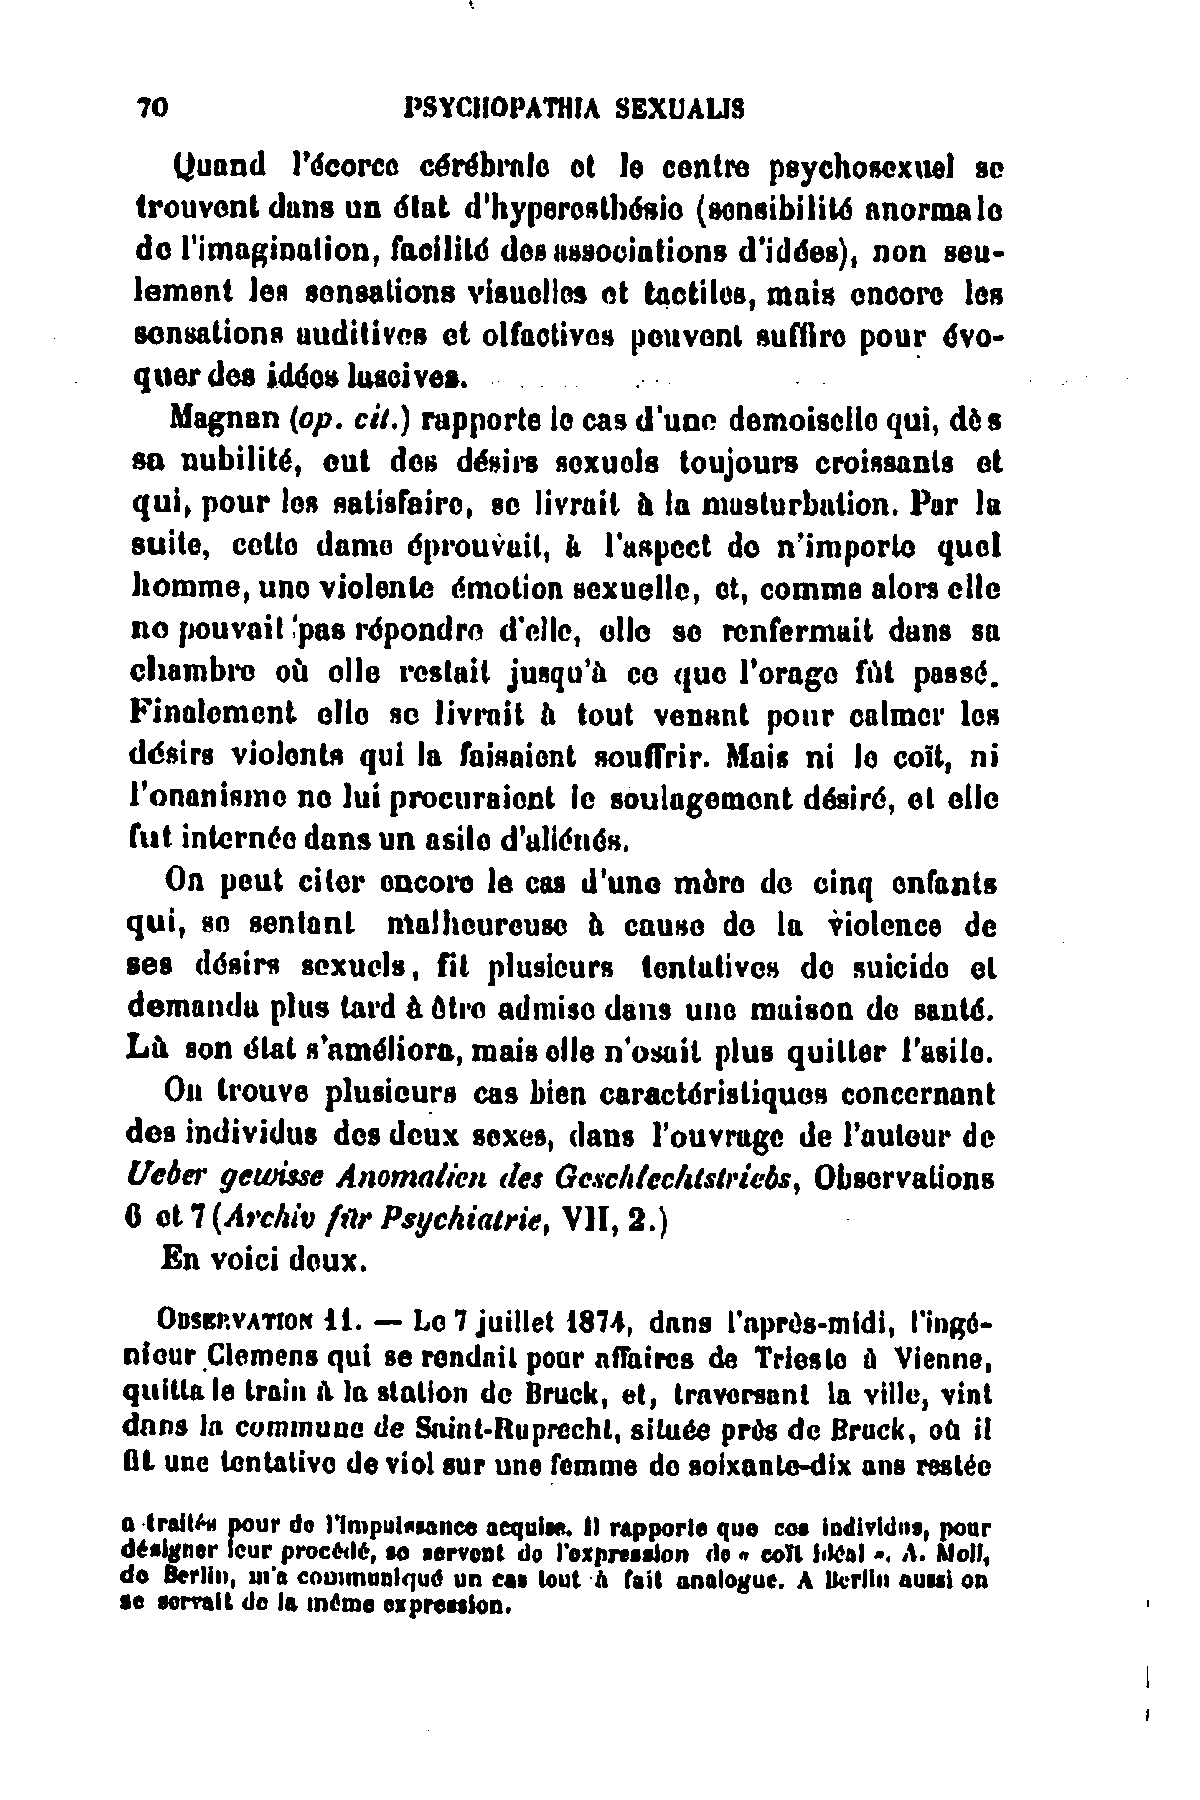 70 PSYCHOPATHIA SEXUALIS
Quand l'écorce cérébrale et le centre psychosexuel se
trouvent dans un état d'hyperesthésie (sensibilité anormale
de l'imagination, facilité des associations d'idées), non seu-
lement les sensations visuelles et tactiles, mais encore les
sensations auditives et olfactives peuvent suffire pour évo-
quer des idées lascives.
Magnan (op. cit.) rapporte le cas d'une demoiselle qui, dès
sa nubilité, eut des désirs sexuels toujours croissants et
qui, pour les satisfaire, se livrait à la masturbation. Par la
suite, cette dame éprouvait, à l'aspect de n'importe quel
homme, une violente émotion sexuelle, et, comme alors elle
ne pouvait pas répondre d'elle, elle se renfermait dans sa
chambre où elle restait jusqu'à ce que l'orage fût passé.
Finalement elle se livrait à tout venant pour calmer les
désirs violents qui la faisaient souffrir. Mais ni le coït, ni
l'onanisme ne lui procuraient le soulagement désiré, et elle
fut internée dans un asile d'aliénés.
On peut citer encore le cas d'une mère de cinq enfants
qui, se sentant malheureuse à cause de la violence de
ses désirs sexuels, fit plusieurs tentatives de suicide et
demanda plus tard à être admise dans une maison de santé.
Là son état s'améliora, mais elle n'osait plus quitter l'asile.
On trouve plusieurs cas bien caractéristiques concernant
des individus des deux sexes, dans l'ouvrage de l'auteur de
Ueber gewisse Anomalien des Geschlechtstriebs, Observations
6 et 7 (Archiv für Psychiatrie, VII, 2.)
En voici deux.
OBSERVATION 11. — Le 7 juillet 1874, dans l'après-midi, l'ingé-
nieur Clemens qui se rendait pour affaires de Trieste à Vienne,
quitta le train à la station de Bruck, et, traversant la ville, vint
dans la commune de Saint-Ruprecht, située près de Bruck, où il
fit une tentative de viol sur une femme de soixante-dix ans restée
a traités pour de l'impuissance acquise. Il rapporte que ces individus, pour
désigner leur procédé, se servent de l'expression de « coït idéal ». A. Moll,
de Berlin, m'a communiqué un cas tout à fait analogue. A Berlin aussi on
se servait de la même expression.